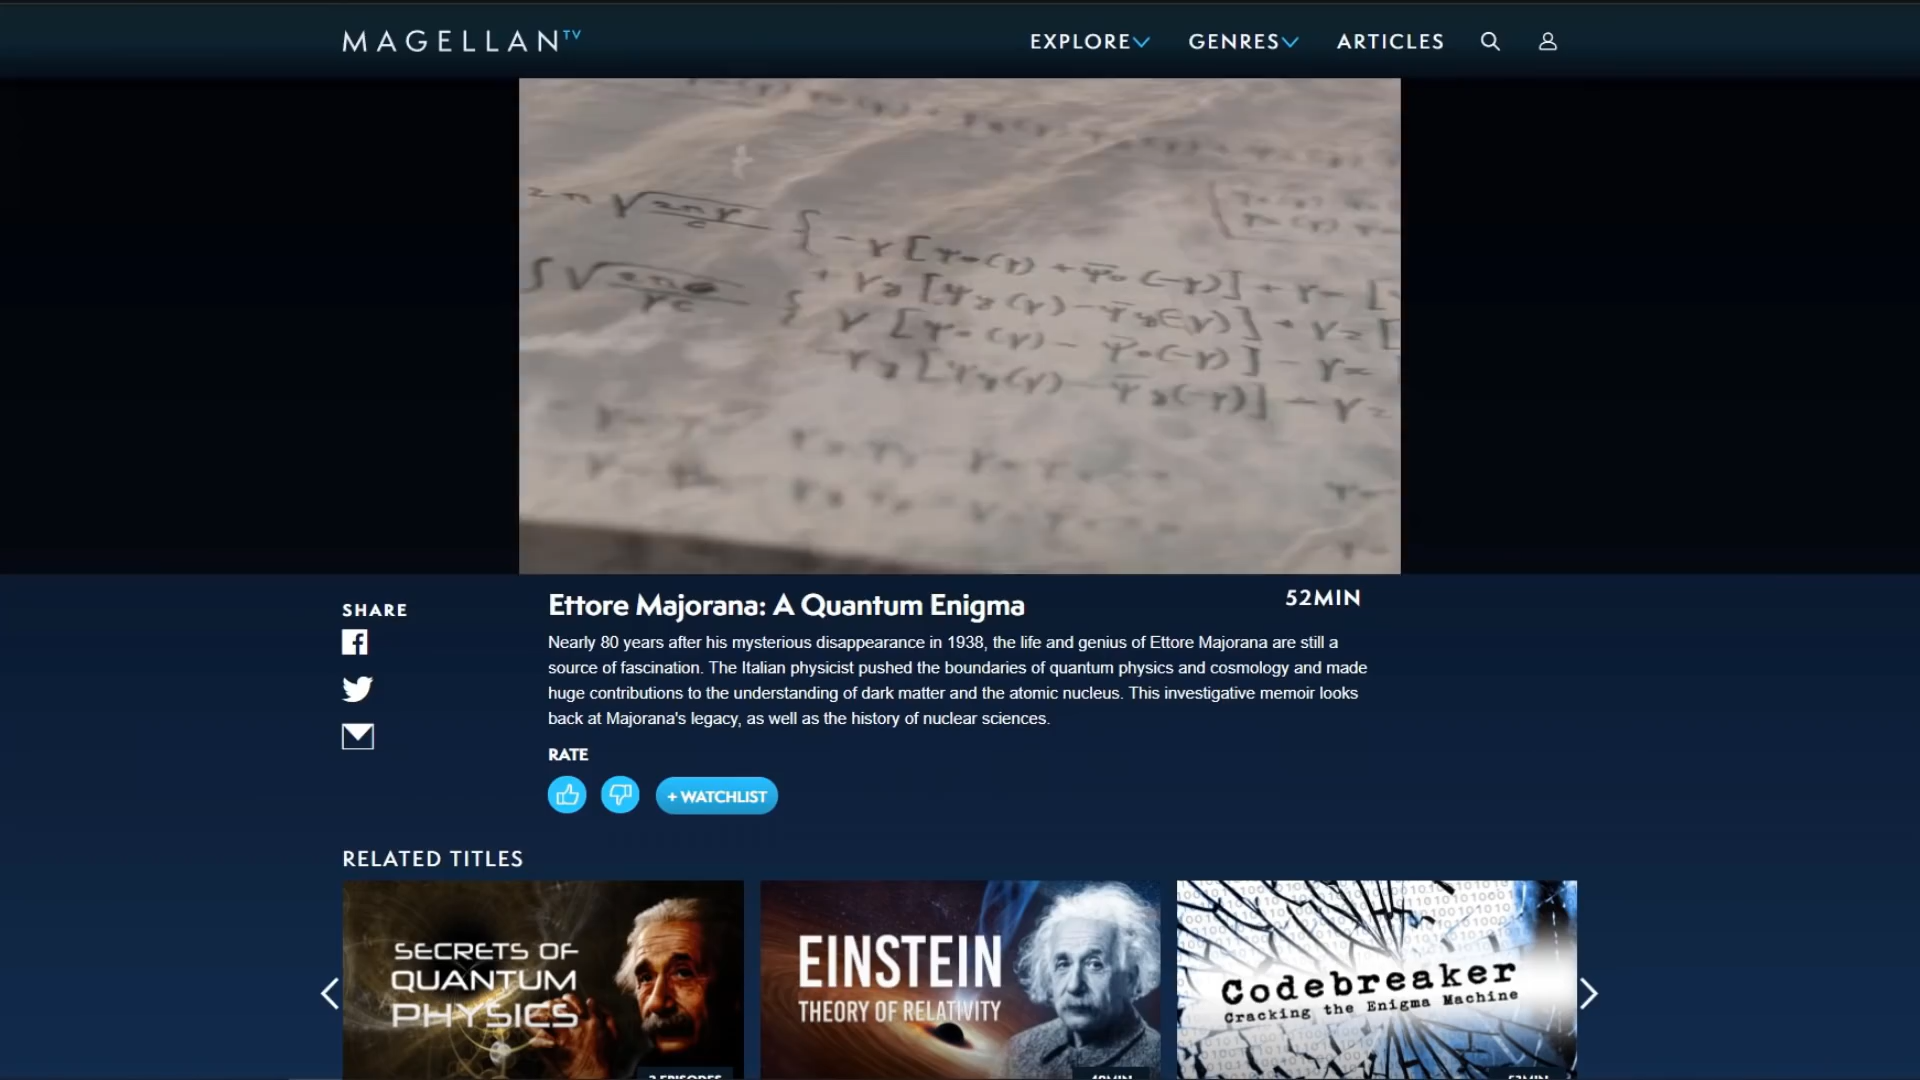 MAGELLAN TV
EXPLORE GENRES ARTICLES
SHARE
Ettore Majorana: A Quantum Enigma
52MIN
Nearly 80 years after his mysterious disappearance in 1938, the life and genius of Ettore Majorana are still a
source of fascination. The Italian physicist pushed the boundaries of quantum physics and cosmology and made
huge contributions to the understanding of dark matter and the atomic nucleus. This investigative memoir looks
back at Majorana's legacy, as well as the history of nuclear sciences.
RATE
+ WATCHLIST
RELATED TITLES
SECRETS OF
QUANTUM
PHYSICS
EINSTEIN
THEORY OF RELATIVITY
Codebreaker
Cracking the Enigma Machine